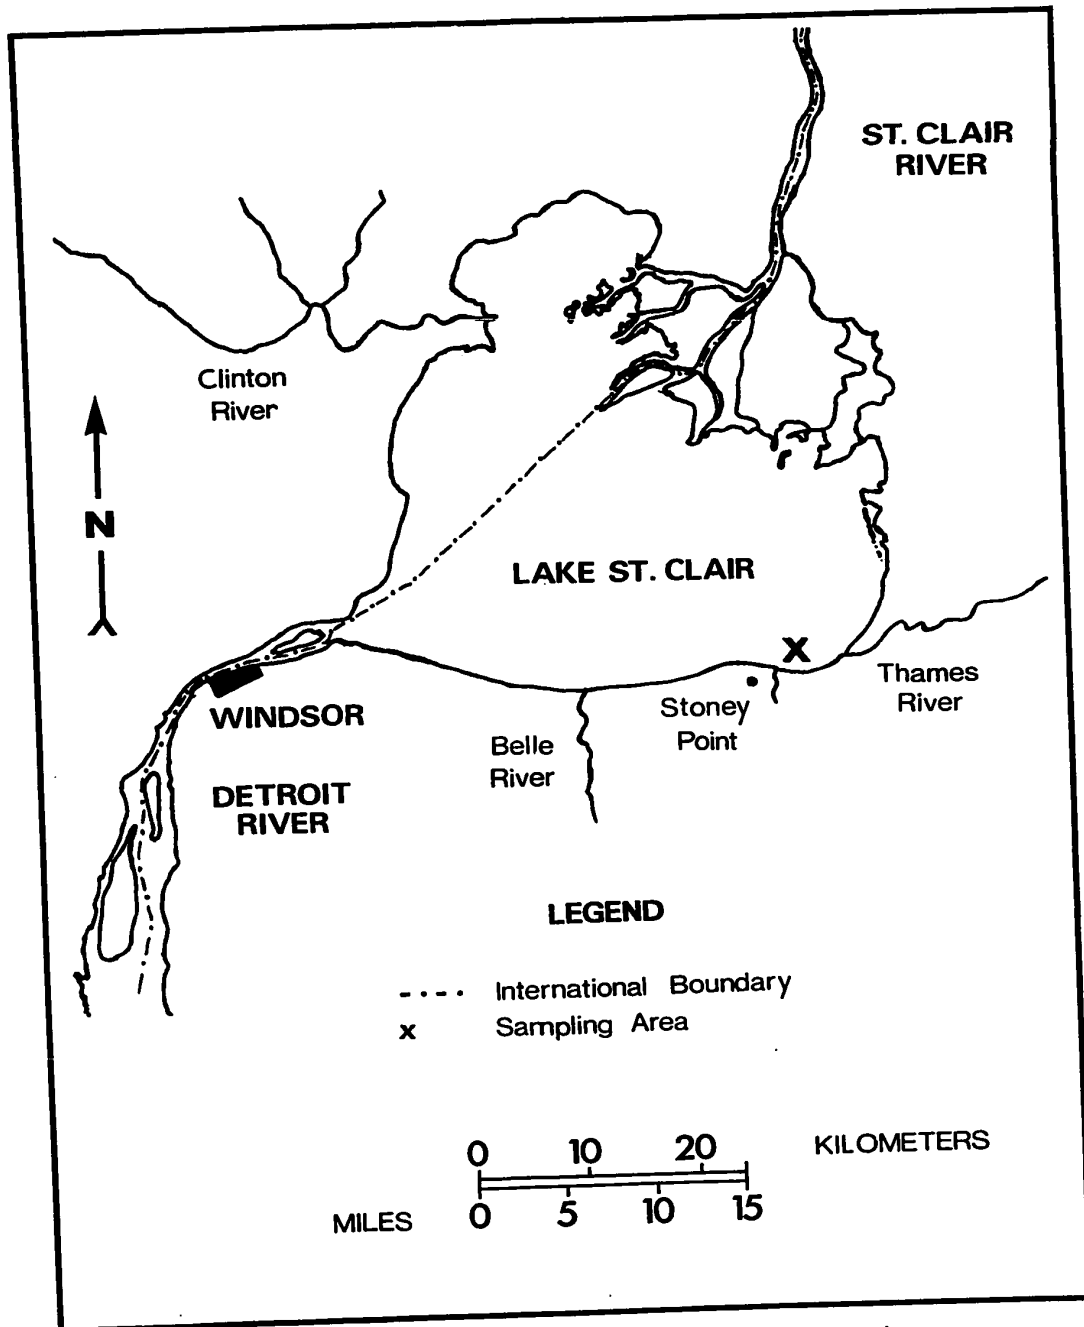 ST. CLAIR
RIVER
Clinton
River
N
LAKE ST. CLAIR
X
Thames
River
Stoney
Point
WINDSOR
Belle
River
DETROIT
RIVER
LEGEND
International Boundary
x Sampling Area
0 10 20 KILOMETERS
MILES 0 5 10 15